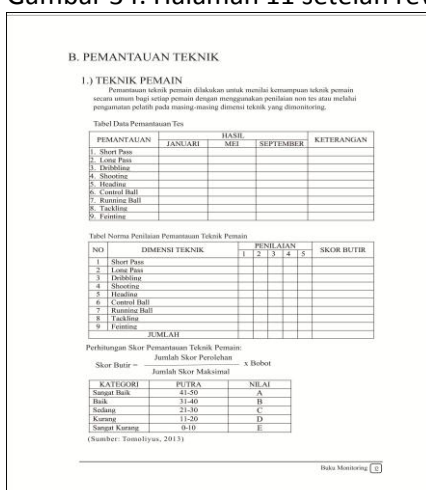 B. PEMANTAUAN TEKNIK
1.) TEKNIK PEMAIN
Pemantauan teknik pemain dilakukan untuk menilai kemampuan teknik pemain
secara umum bagi setiap pemain dengan menggunakan penilaian non tes atau melalui
pengamatan pelatih pada masing-masing dimensi teknik yang dimonitoring.
Tabel Data Pemantauan Tes
PEMANTAUAN HASIL KETERANGAN
JANUARI MEI SEPTEMBER
1. Short Pass
2. Long Pass
3. Dribbling
4. Shooting
5. Heading
6. Control Ball
7. Running Ball
8. Tackling
9. Feinting
Tabel Norma Penilaian Pemantauan Teknik Pemain
NO DIMENSI TEKNIK PENILAIAN SKOR BUTIR
1 2 3 4 5
1 Short Pass
2 Long Pass
3 Dribbling
4 Shooting
5 Heading
6 Control Ball
7 Running Ball
8 Tackling
9 Feinting
JUMLAH
Perhitungan Skor Pemantauan Teknik Pemain:
Jumlah Skor Perolehan
Skor Butir = x Bobot
Jumlah Skor Maksimal
KATEGORI PUTRA NILAI
Sangat Baik 41-50 A
Baik 31-40 B
Sedang 21-30 C
Kurang 11-20 D
Sangat Kurang 0-10 E
(Sumber: Tomoliyus, 2013)
Buku Monitoring